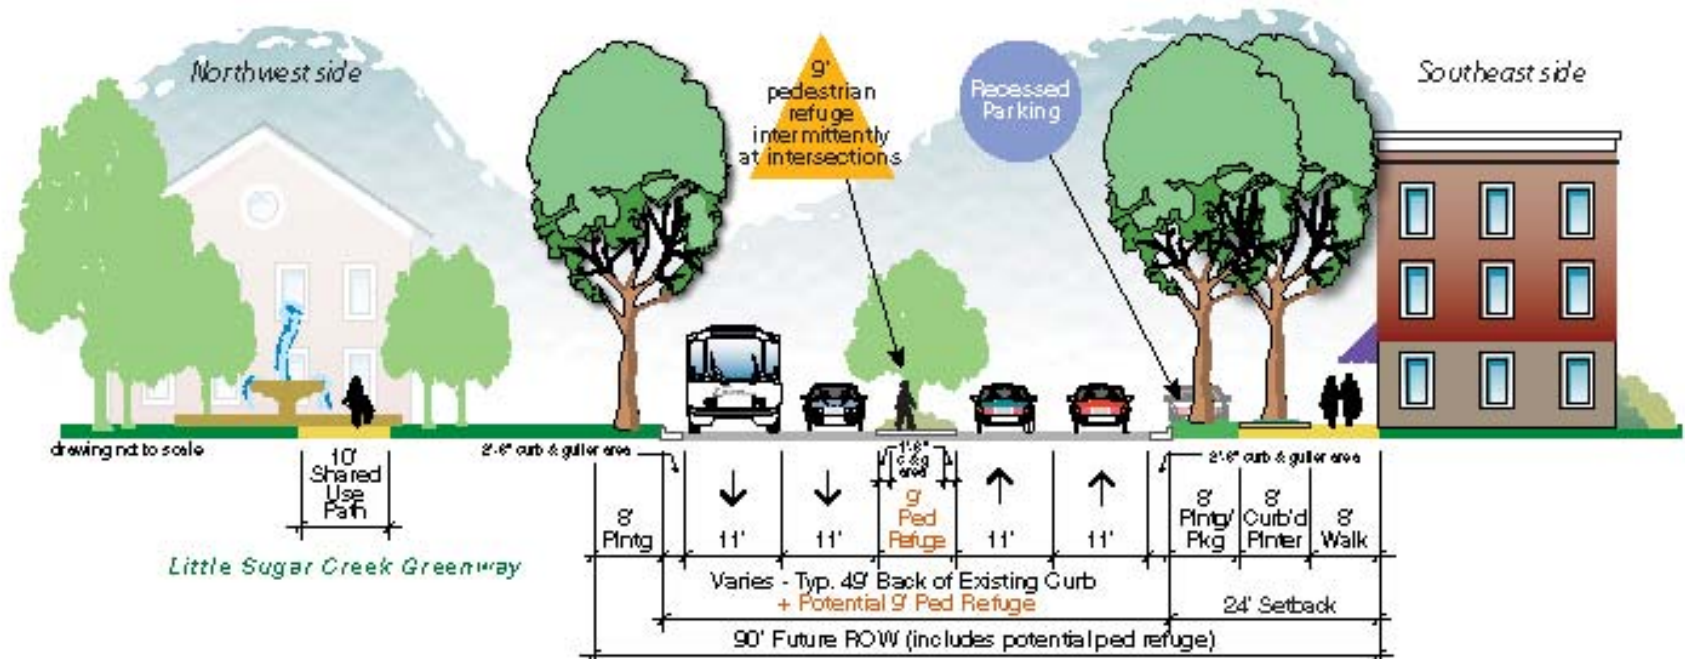 Northwest side
9'
pedestrian
refuge
intermittently
at intersections
Recessed
Parking
Southeast side
drawing not to scale
10'
Shared
Use
Path
Little Sugar Creek Greenway
2'-6" curb & gutter area
1'-6"
c & g
area
2'-6" curb & gutter area
8'
Plntg
11'
11'
9'
Ped
Refuge
11'
11'
8'
Plntg/
Pkg
8'
Curb'd
Plnter
8'
Walk
Varies - Typ. 49' Back of Existing Curb
+ Potential 9' Ped Refuge
24' Setback
90' Future ROW (includes potential ped refuge)